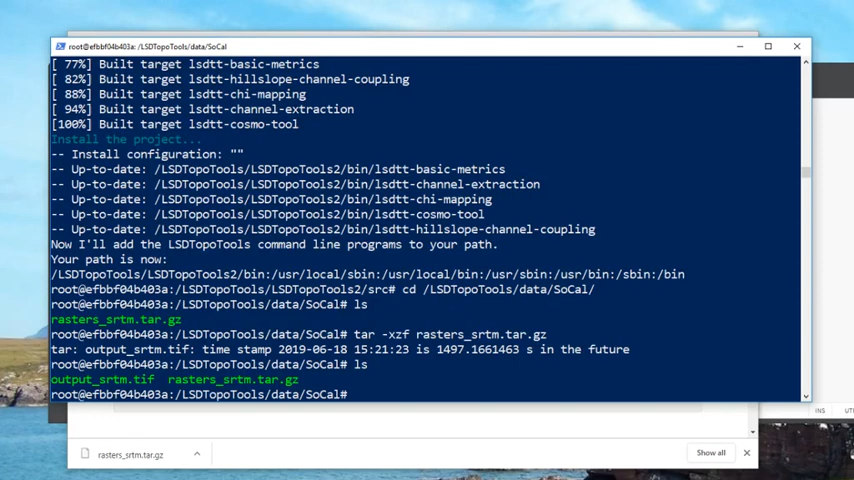 root@efbbf04b403a: /LSDTopoTools/data/SoCal
[ 77%] Built target lsdtt-basic-metrics
[ 82%] Built target lsdtt-hillslope-channel-coupling
[ 88%] Built target lsdtt-chi-mapping
[ 94%] Built target lsdtt-channel-extraction
[100%] Built target lsdtt-cosmo-tool
Install the project...
-- Install configuration: ""
-- Up-to-date: /LSDTopoTools/LSDTopoTools2/bin/lsdtt-basic-metrics
-- Up-to-date: /LSDTopoTools/LSDTopoTools2/bin/lsdtt-channel-extraction
-- Up-to-date: /LSDTopoTools/LSDTopoTools2/bin/lsdtt-chi-mapping
-- Up-to-date: /LSDTopoTools/LSDTopoTools2/bin/lsdtt-cosmo-tool
-- Up-to-date: /LSDTopoTools/LSDTopoTools2/bin/lsdtt-hillslope-channel-coupling
Now I'll add the LSDTopoTools command line programs to your path.
Your path is now:
/LSDTopoTools/LSDTopoTools2/bin:/usr/local/sbin:/usr/local/bin:/usr/sbin:/usr/bin:/sbin:/bin
root@efbbf04b403a:/LSDTopoTools/LSDTopoTools2/src# cd /LSDTopoTools/data/SoCal/
root@efbbf04b403a:/LSDTopoTools/data/SoCal# ls
rasters_srtm.tar.gz
root@efbbf04b403a:/LSDTopoTools/data/SoCal# tar -xzf rasters_srtm.tar.gz
tar: output_srtm.tif: time stamp 2019-06-18 15:21:23 is 1497.1661463 s in the future
root@efbbf04b403a:/LSDTopoTools/data/SoCal# ls
output_srtm.tif  rasters_srtm.tar.gz
root@efbbf04b403a:/LSDTopoTools/data/SoCal#
INS
rasters_srtm.tar.gz
Show all